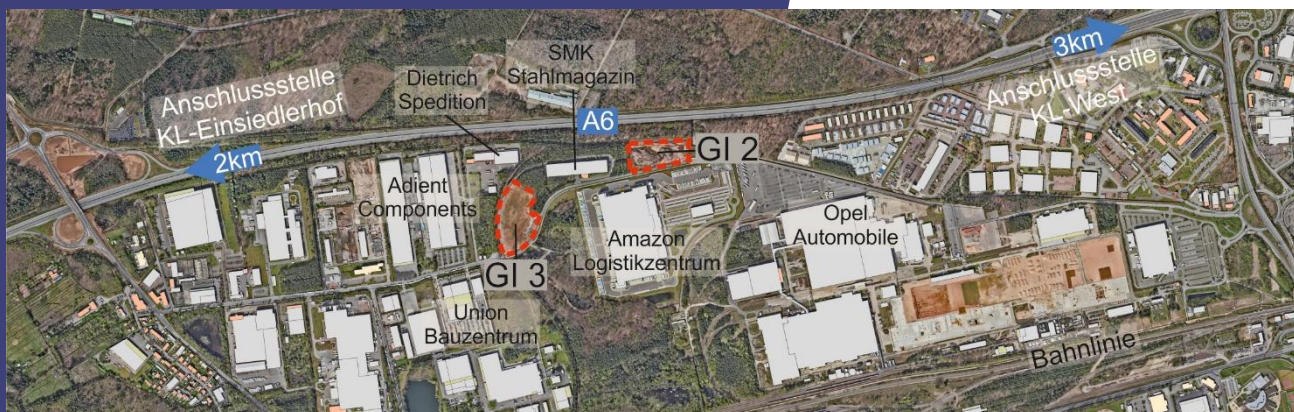 SMK
Stahlmagazin
Dietrich
Spedition
3km
Anschlussstelle
KL-West
Anschlussstelle
KL-Einsiedlerhof
A6
2km
GI 2
Adient
Components
Opel
Automobile
Amazon
Logistikzentrum
GI 3
Union
Bauzentrum
Bahnlinie